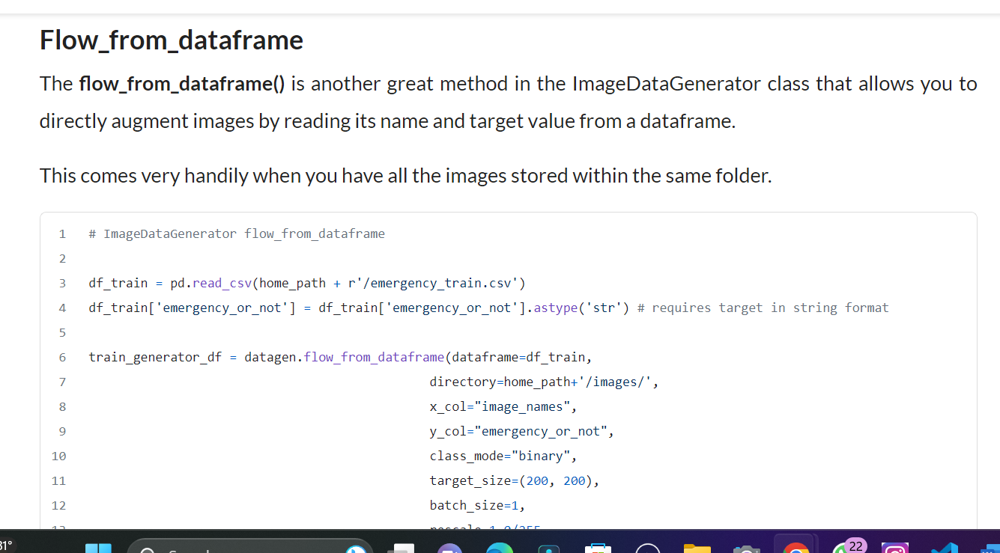 Flow_from_dataframe
The flow_from_dataframe() is another great method in the ImageDataGenerator class that allows you to
directly augment images by reading its name and target value from a dataframe.
This comes very handily when you have all the images stored within the same folder.
1 # ImageDataGenerator flow_from_dataframe
2
3 df_train = pd.read_csv(home_path + r'/emergency_train.csv')
4 df_train['emergency_or_not'] = df_train['emergency_or_not'].astype('str') # requires target in string format
5
6 train_generator_df = datagen.flow_from_dataframe(dataframe=df_train,
7 directory=home_path+'/images/',
8 x_col="image_names",
9 y_col="emergency_or_not",
10 class_mode="binary",
11 target_size=(200, 200),
12 batch_size=1,
22